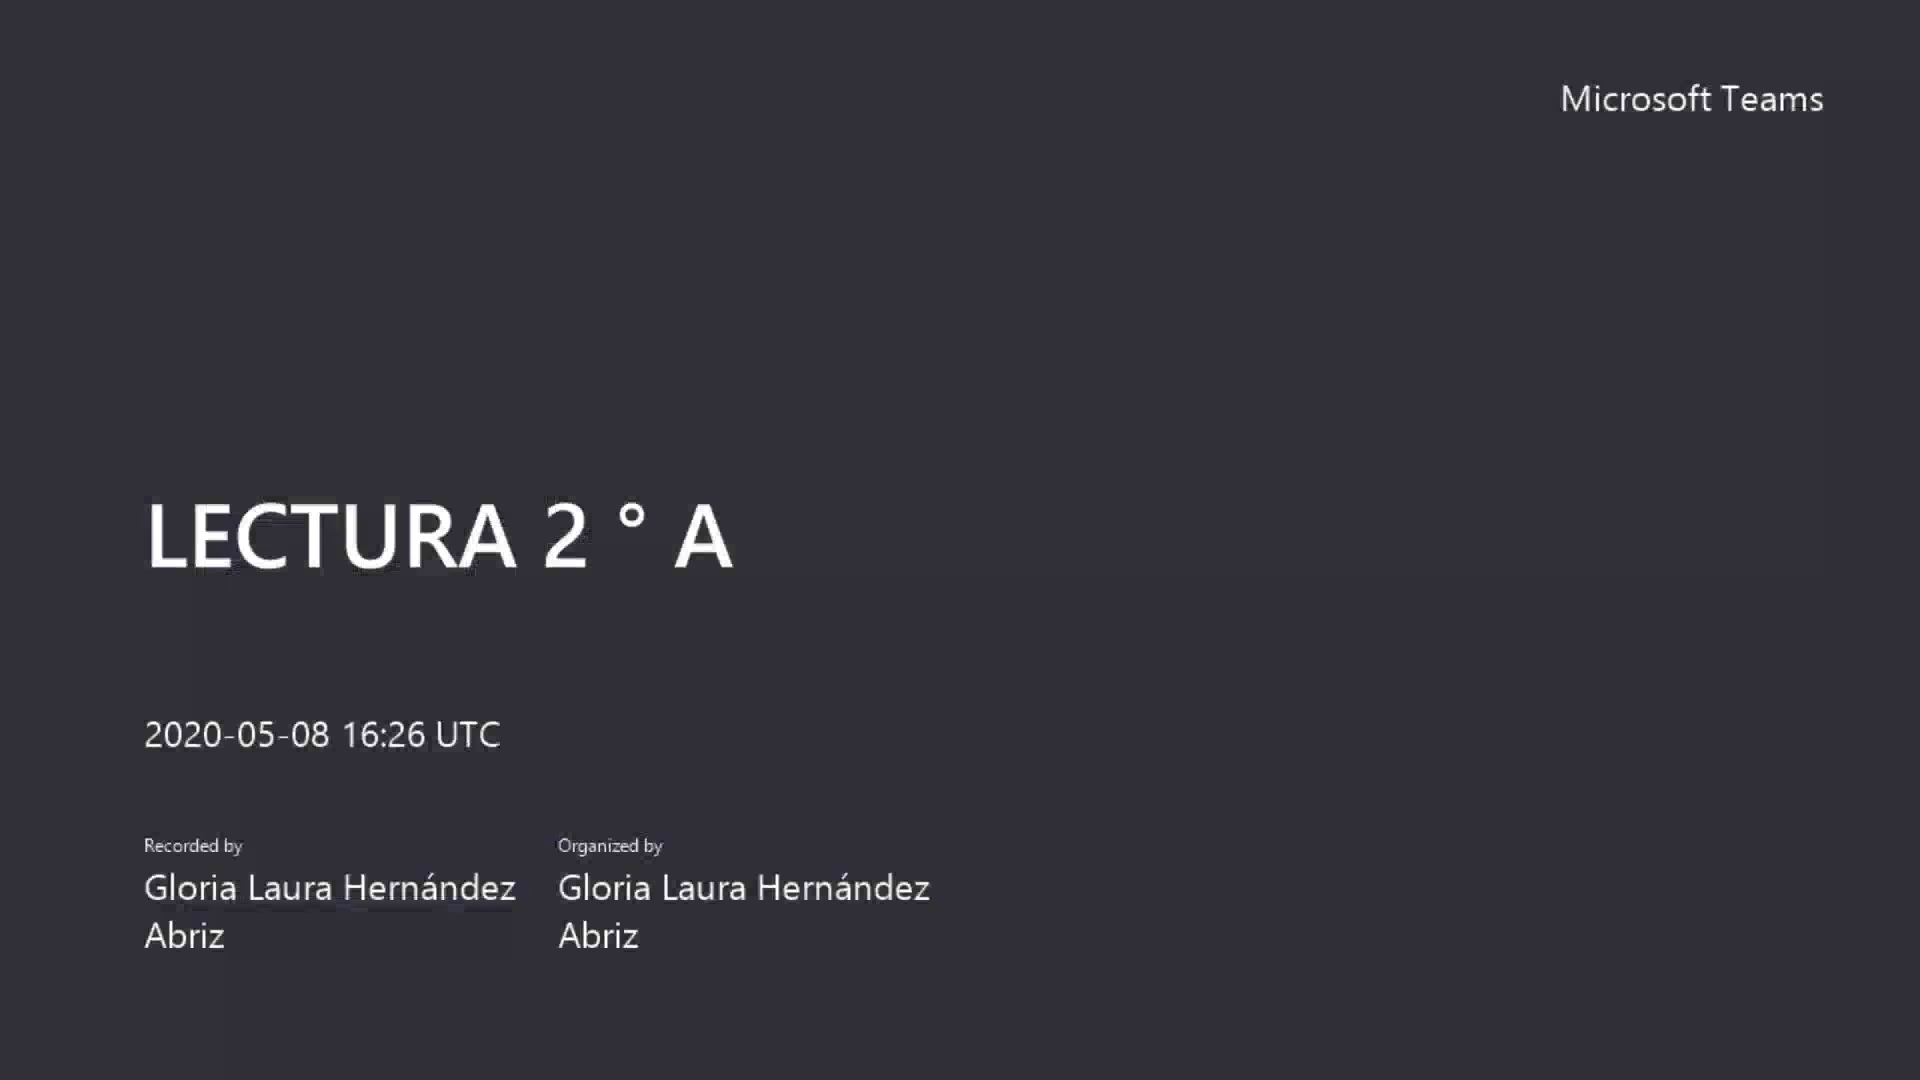 Microsoft Teams
LECTURA 2 ° A
2020-05-08 16:26 UTC
Recorded by
Gloria Laura Hernández
Abriz
Organized by
Gloria Laura Hernández
Abriz